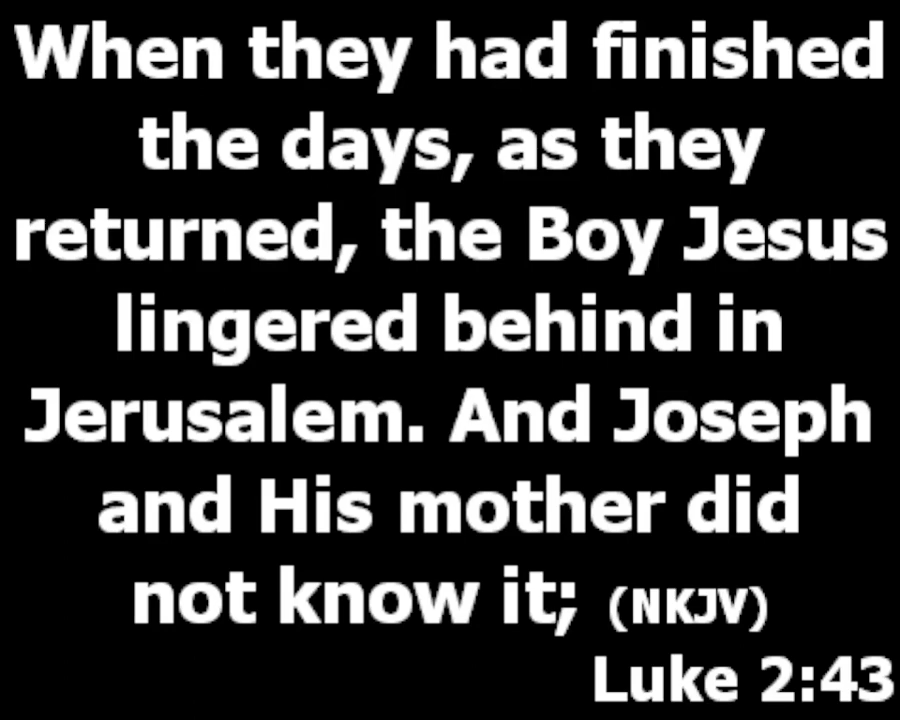 When they had finished
the days, as they
returned, the Boy Jesus
lingered behind in
Jerusalem. And Joseph
and His mother did
not know it; (NKJV)
Luke 2:43